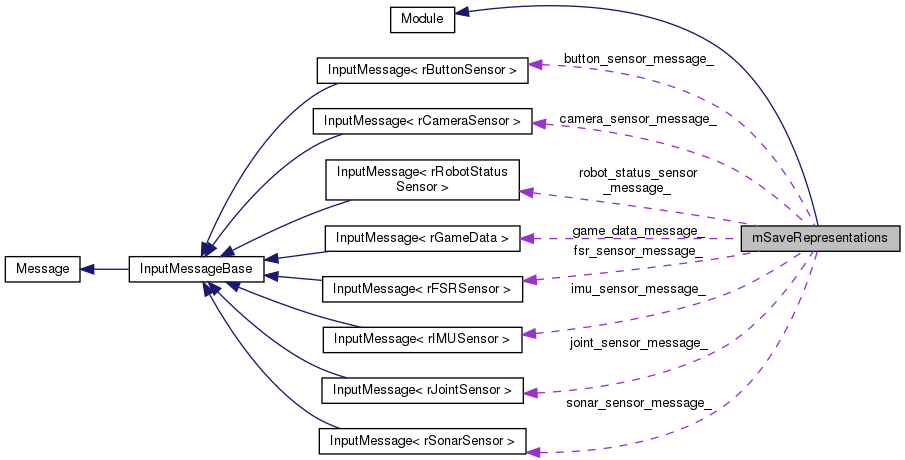 Module
InputMessage< rButtonSensor >
button_sensor_message_
InputMessage< rCameraSensor >
camera_sensor_message_
InputMessage< rRobotStatus
Sensor >
robot_status_sensor
_message_
InputMessage< rGameData >
game_data_message_
mSaveRepresentations
fsr_sensor_message_
Message
InputMessageBase
InputMessage< rFSRSensor >
imu_sensor_message_
InputMessage< rIMUSensor >
joint_sensor_message_
InputMessage< rJointSensor >
sonar_sensor_message_
InputMessage< rSonarSensor >